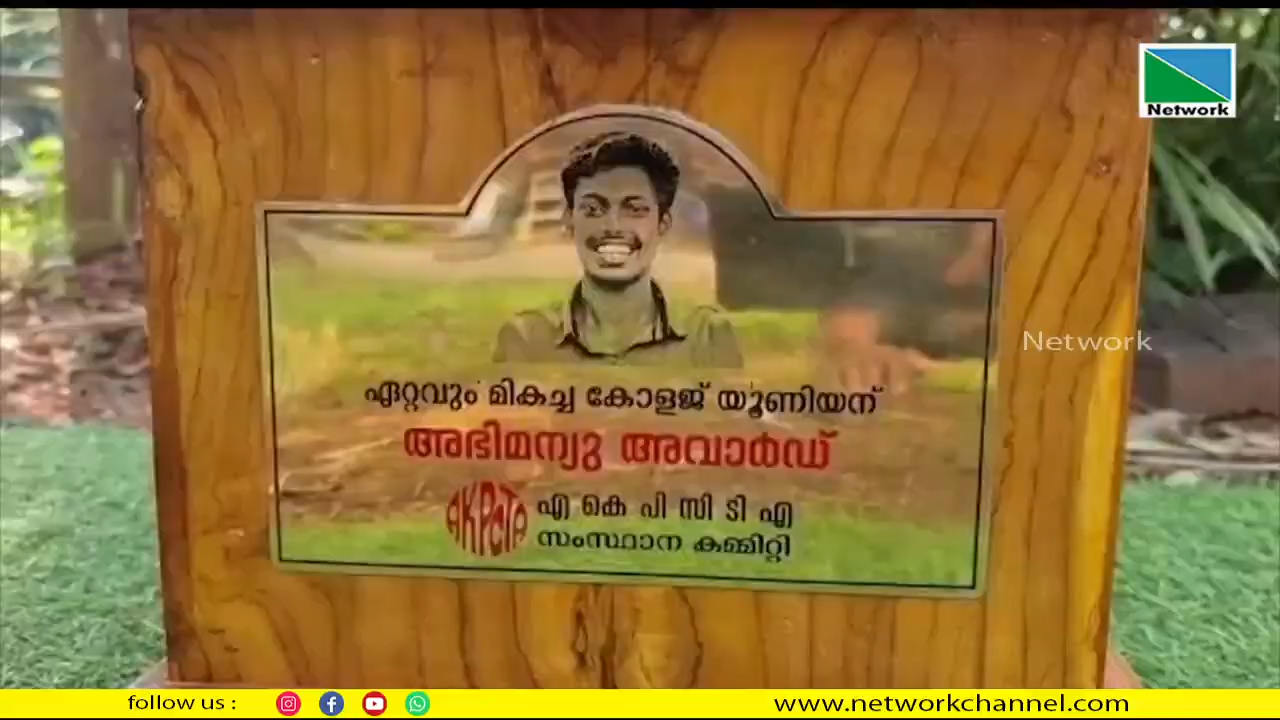 Network
Network
ഏറ്റവും മികച്ച കോളജ് യൂണിയന്
അഭിമന്യു അവാർഡ്
AKPCTA
എ കെ പി സി ടി എ
സംസ്ഥാന കമ്മിറ്റി
follow us :
www.networkchannel.com